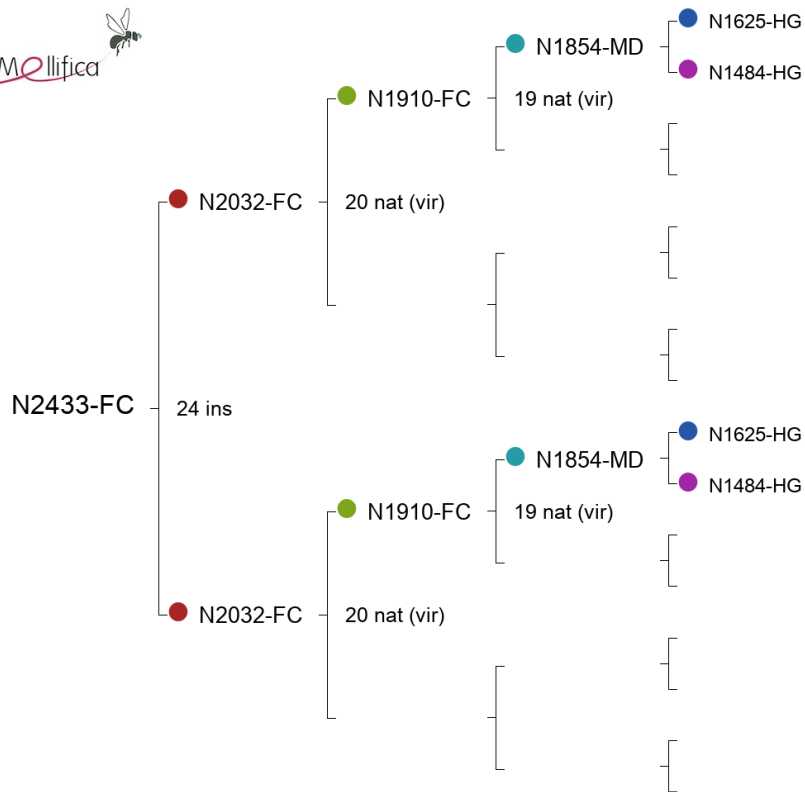 Mellifica
N1625-HG
N1854-MD
N1484-HG
N1910-FC
19 nat (vir)
N2032-FC
20 nat (vir)
N2433-FC
24 ins
N1625-HG
N1854-MD
N1484-HG
N1910-FC
19 nat (vir)
N2032-FC
20 nat (vir)